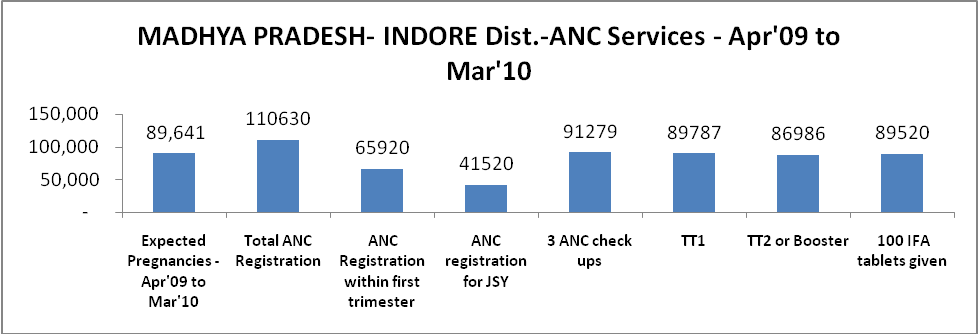 MADHYA PRADESH- INDORE Dist.-ANC Services - Apr'09 to
Mar'10
150,000
100,000
50,000
-
89,641
110630
65920
41520
91279
89787
86986
89520
Expected
Pregnancies -
Apr'09 to
Mar'10
Total ANC
Registration
ANC
Registration
within first
trimester
ANC
registration
for JSY
3 ANC check
ups
TT1
TT2 or Booster
100 IFA
tablets given